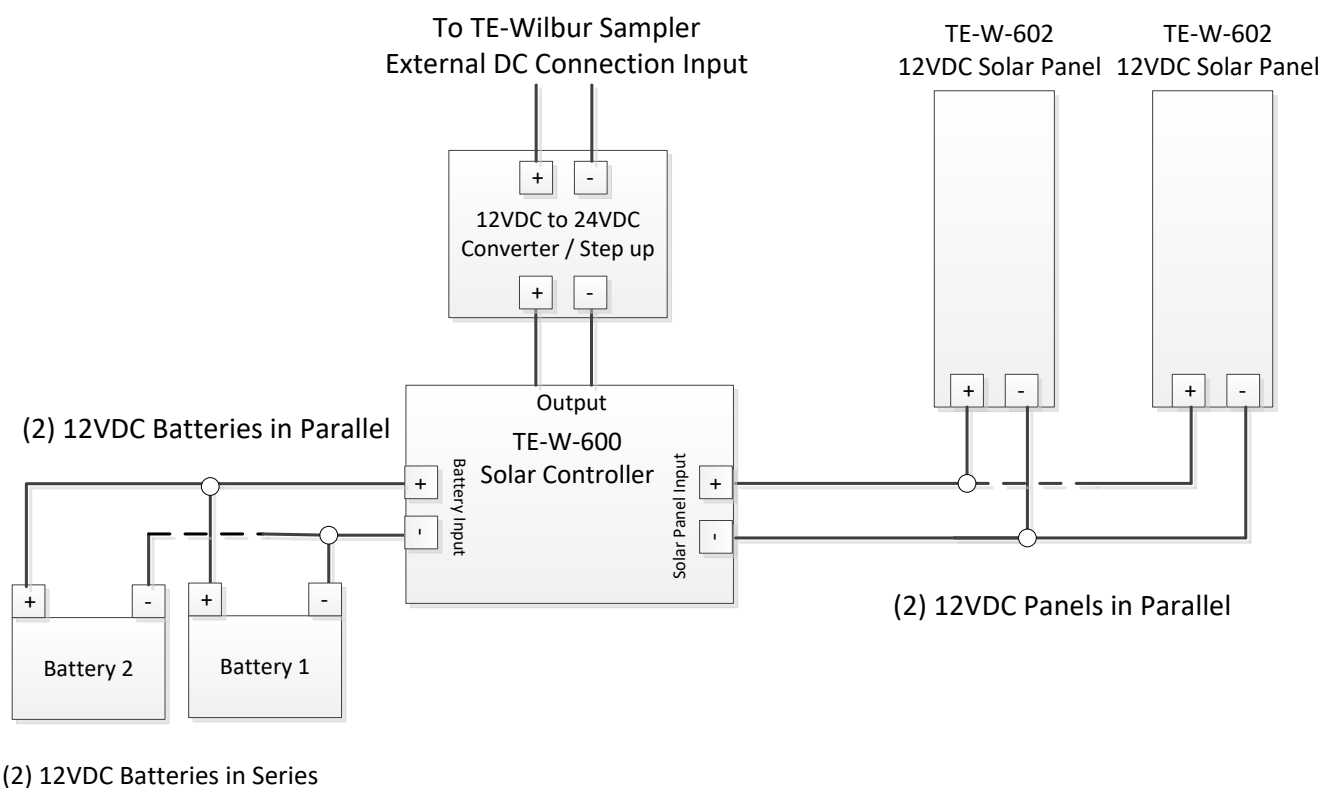 To TE-Wilbur Sampler
External DC Connection Input
TE-W-602
12VDC Solar Panel
TE-W-602
12VDC Solar Panel
+ -
12VDC to 24VDC
Converter / Step up
+ -
+ -
+ -
Output
(2) 12VDC Batteries in Parallel
TE-W-600
Solar Controller
Battery Input
+
-
Solar Panel Input
+
-
+ -
+ -
Battery 2
Battery 1
(2) 12VDC Panels in Parallel
(2) 12VDC Batteries in Series